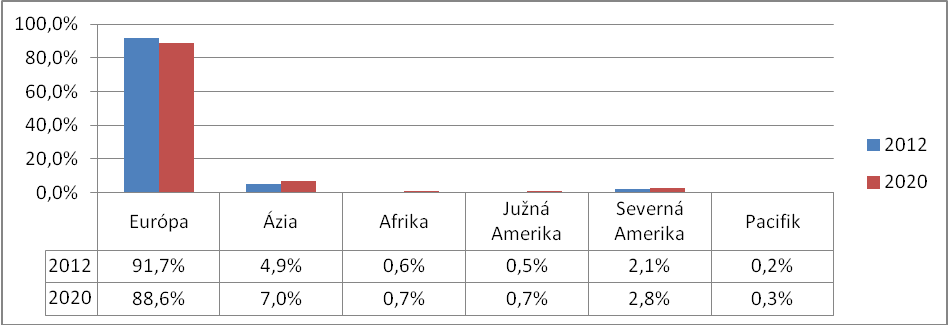 100,0%
80,0%
60,0%
40,0%
20,0%
0,0%
2012
2020
Európa Ázia Afrika Južná Amerika Severná Amerika Pacifik
2012 91,7% 4,9% 0,6% 0,5% 2,1% 0,2%
2020 88,6% 7,0% 0,7% 0,7% 2,8% 0,3%